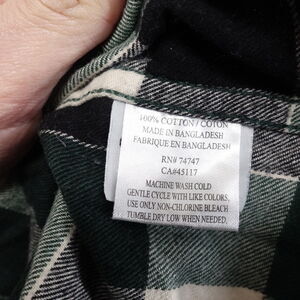 100% COTTON / COTON
MADE IN BANGLADESH
FABRIQUE EN BANGLADESH
RN# 74747
CA#45117
MACHINE WASH COLD
GENTLE CYCLE WITH LIKE COLORS.
USE ONLY NON-CHLORINE BLEACH
TUMBLE DRY LOW WHEN NEEDED.